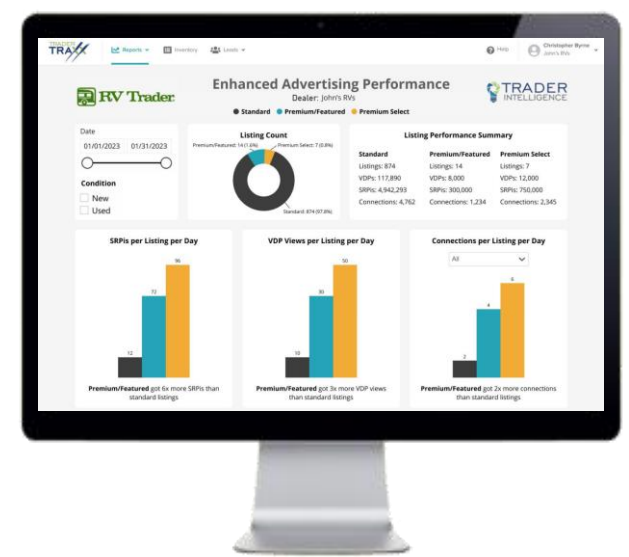 TRADER
TRAXX
Reports
Inventory
Leads
Help
Christopher Byrne
John's RVs
RV Trader
Enhanced Advertising Performance
Dealer: John's RVs
Standard Premium/Featured Premium Select
TRADER
INTELLIGENCE
Date
01/01/2023 01/31/2023
Condition
New
Used
Listing Count
Premium/Featured: 14 (1.6%)
Premium Select: 7 (0.8%)
Standard: 874 (97.8%)
Listing Performance Summary
Standard Premium/Featured Premium Select
Listings: 874 Listings: 14 Listings: 7
VDPs: 117,890 VDPs: 8,000 VDPs: 12,000
SRPis: 4,942,293 SRPis: 300,000 SRPis: 750,000
Connections: 4,762 Connections: 1,234 Connections: 2,345
SRPis per Listing per Day
96
72
12
Premium/Featured got 6x more SRPis than
standard listings
VDP Views per Listing per Day
50
30
10
Premium/Featured got 3x more VDP views
than standard listings
Connections per Listing per Day
All
6
4
2
Premium/Featured got 2x more connections
than standard listings